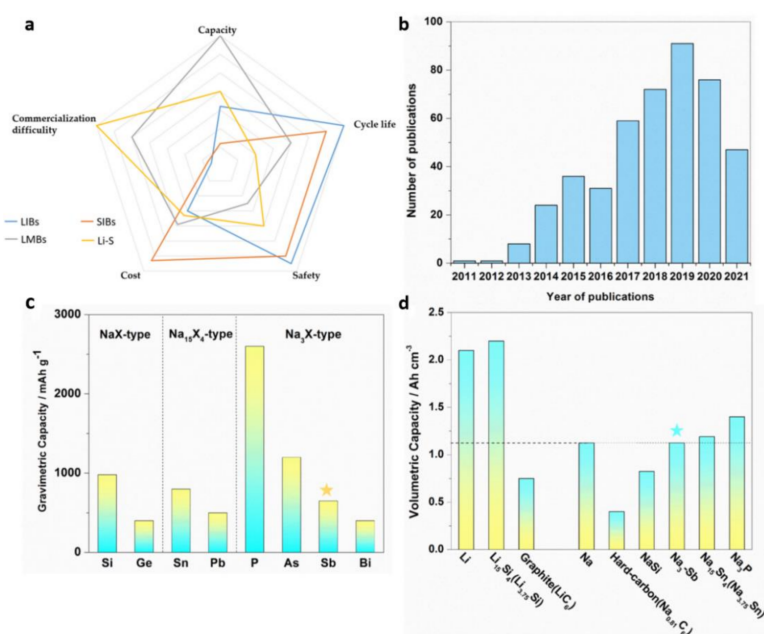 a
Capacity
Commercialization
difficulity
Cycle life
LIBs
SIBs
LMBs
Li-S
Cost
Safety
b
Number of publications
100
80
60
40
20
0
2011 2012 2013 2014 2015 2016 2017 2018 2019 2020 2021
Year of publications
c
Gravimetric Capacity / mAh g⁻¹
3000
2000
1000
0
NaX-type
Na₁₅X₄-type
Na₃X-type
Si Ge Sn Pb P As Sb Bi
d
Volumetric Capacity / Ah cm⁻³
2.5
2.0
1.5
1.0
0.5
0.0
Li
Li₁₅Si₄(Li₃.₇₅Si)
Graphite(LiC₆)
Na
Hard-carbon(Na₀.₈₁C₆)
NaSi
Na₃-Sb
Na₁₅Sn₄(Na₃.₇₅Sn)
Na₃P